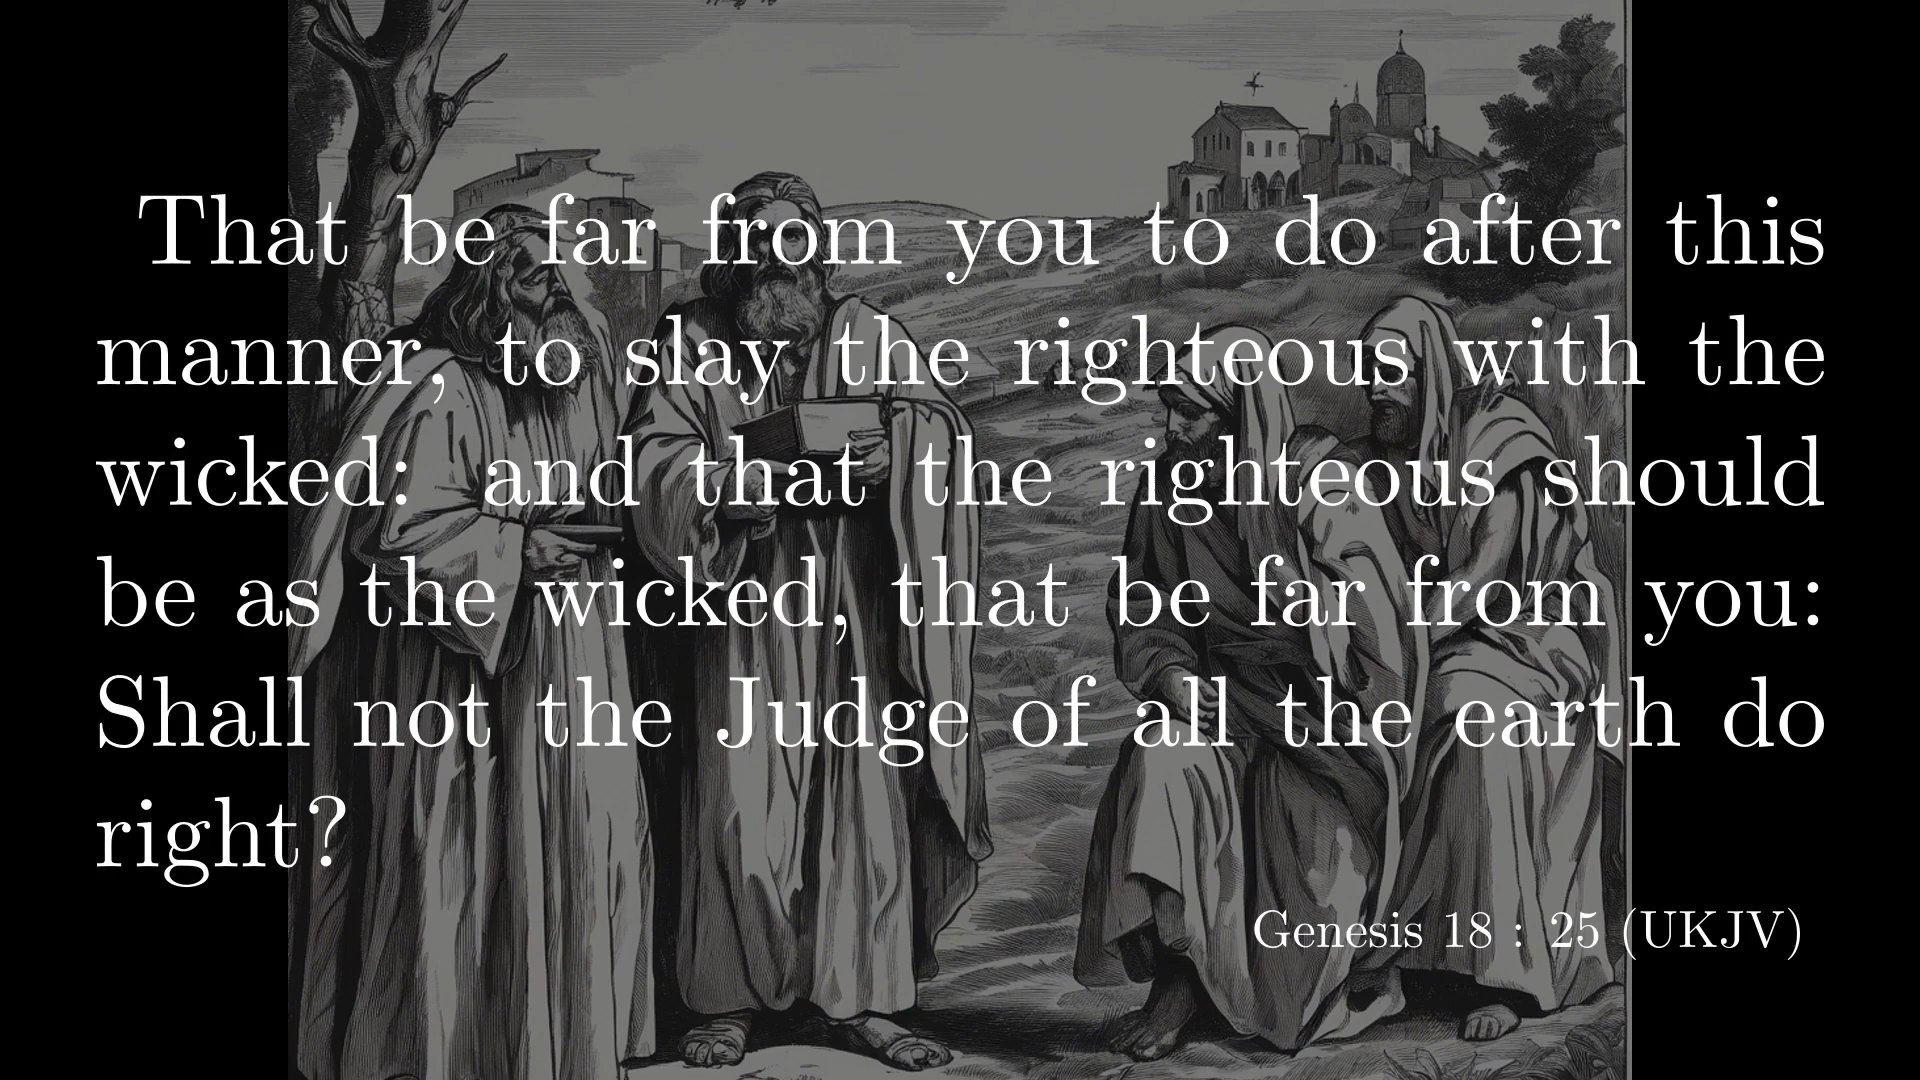 That be far from you to do after this
manner, to slay the righteous with the
wicked: and that the righteous should
be as the wicked, that be far from you:
Shall not the Judge of all the earth do
right?
Genesis 18 : 25 (UKJV)